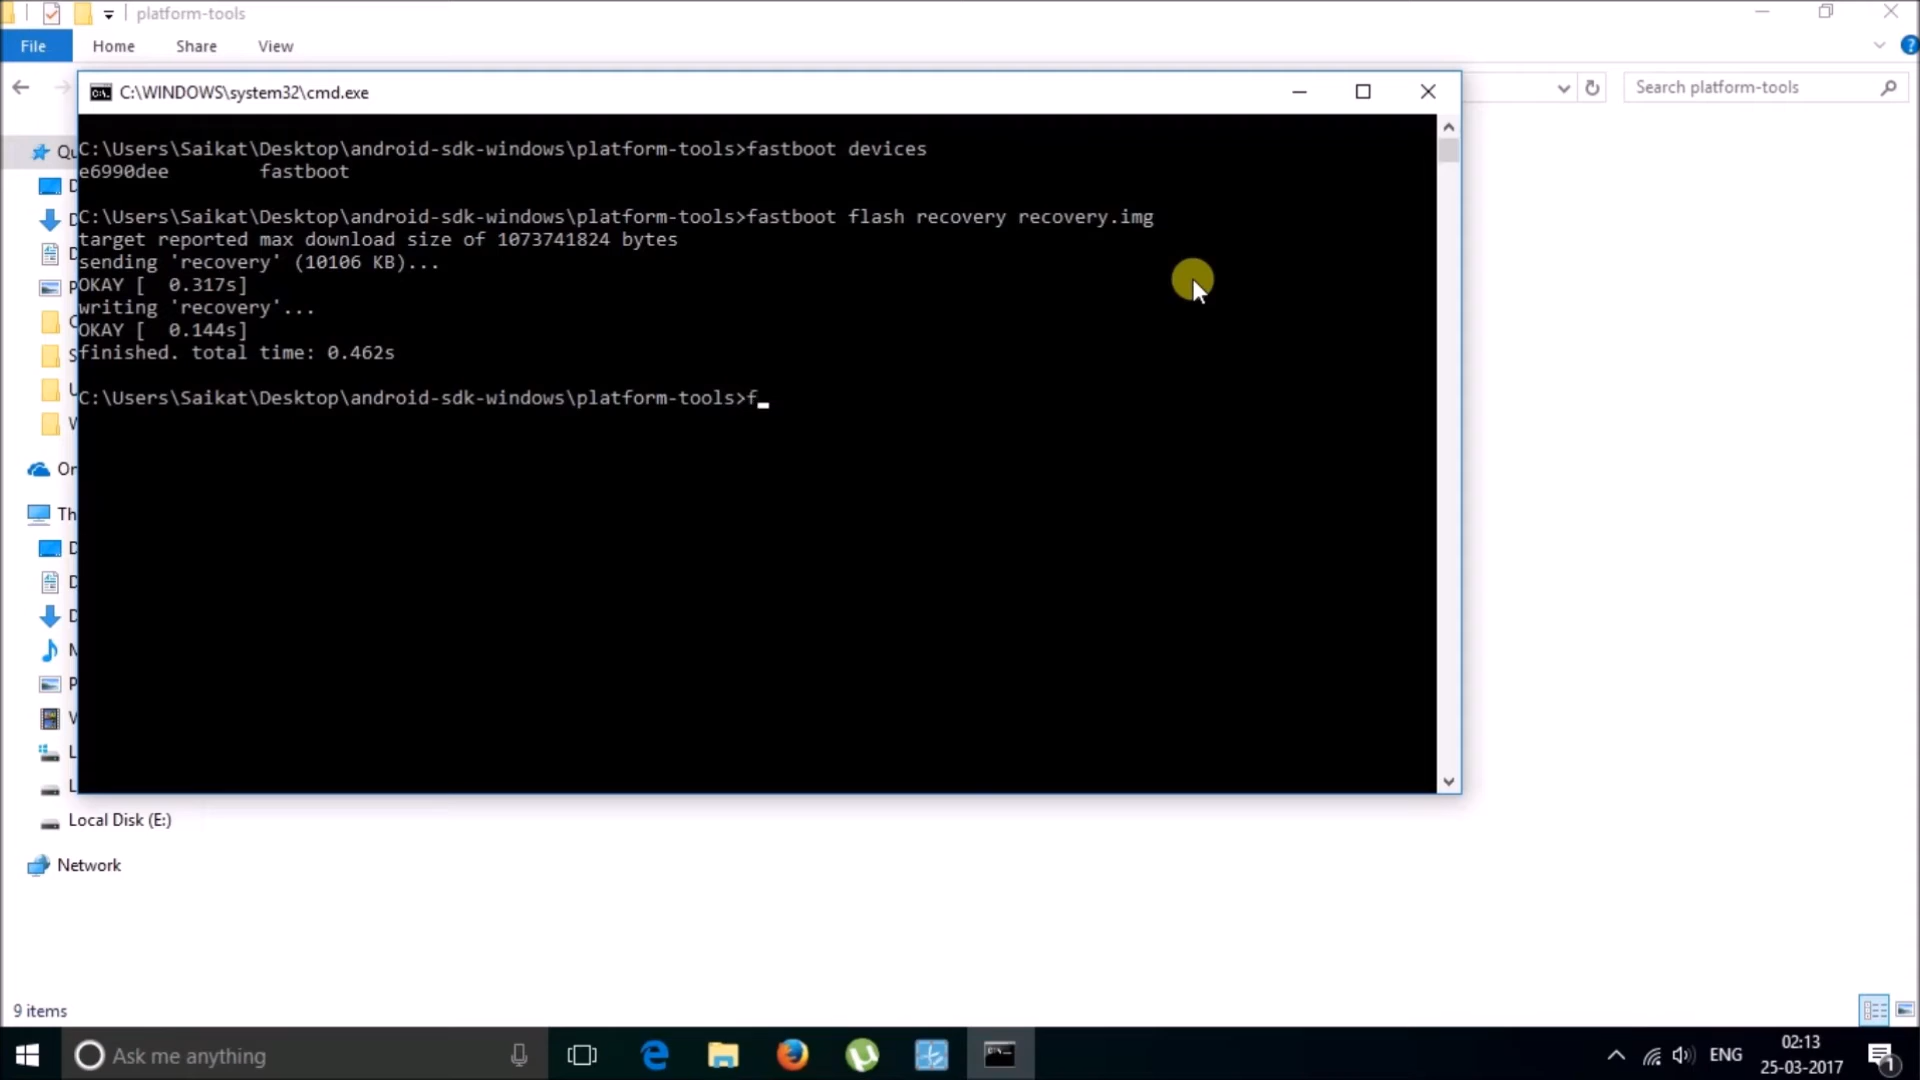 platform-tools
File Home Share View
C:\WINDOWS\system32\cmd.exe
Search platform-tools
C:\Users\Saikat\Desktop\android-sdk-windows\platform-tools>fastboot devices
e6990dee fastboot
C:\Users\Saikat\Desktop\android-sdk-windows\platform-tools>fastboot flash recovery recovery.img
target reported max download size of 1073741824 bytes
sending 'recovery' (10106 KB)...
OKAY [  0.317s]
writing 'recovery'...
OKAY [  0.144s]
finished. total time: 0.462s
C:\Users\Saikat\Desktop\android-sdk-windows\platform-tools>f_
Local Disk (E:)
Network
9 items
Ask me anything
ENG
02:13
25-03-2017
1